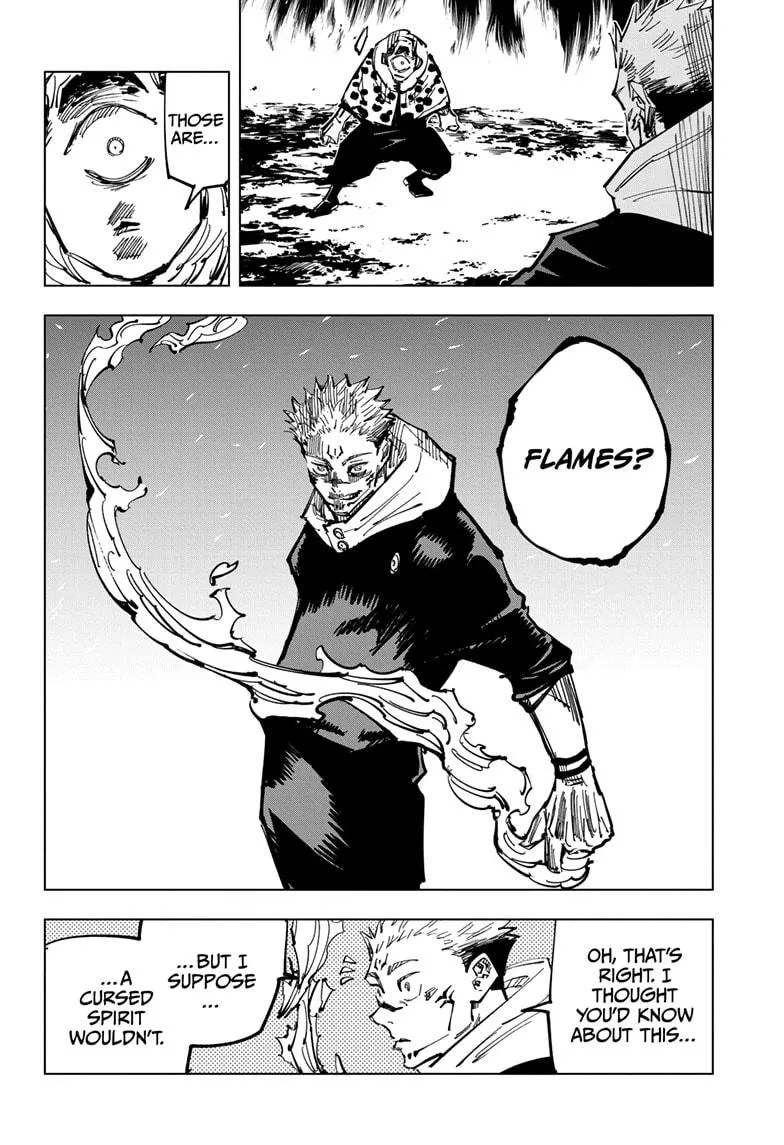 THOSE
ARE...
FLAMES?
OH, THAT'S
RIGHT. I
THOUGHT
YOU'D KNOW
ABOUT THIS...
...BUT I
SUPPOSE
...
...A
CURSED
SPIRIT
WOULDN'T.